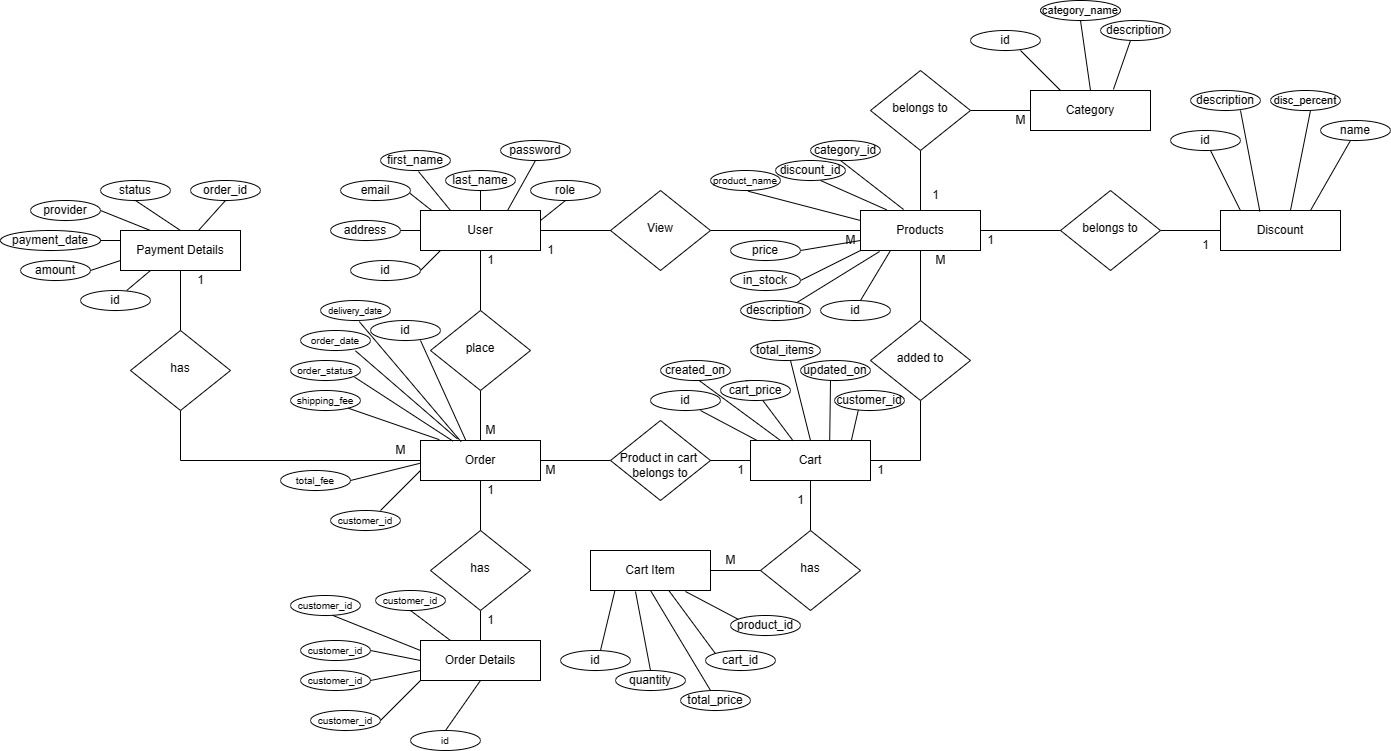 payment_date
provider
amount
status
id
order_id
Payment Details
1
has
M
first_name
email
address
last_name
id
password
role
User
1
1
place
M
View
M
delivery_date
order_date
order_status
shipping_fee
id
total_fee
customer_id
Order
1
M
has
1
customer_id
customer_id
customer_id
customer_id
customer_id
id
Order Details
Product in cart
belongs to
1
created_on
id
cart_price
total_items
updated_on
customer_id
Cart
1
1
has
M
Cart Item
id
quantity
total_price
cart_id
product_id
added to
M
product_name
discount_id
category_id
price
in_stock
description
id
Products
1
belongs to
M
Category
id
category_name
description
1
belongs to
1
Discount
id
description
disc_percent
name